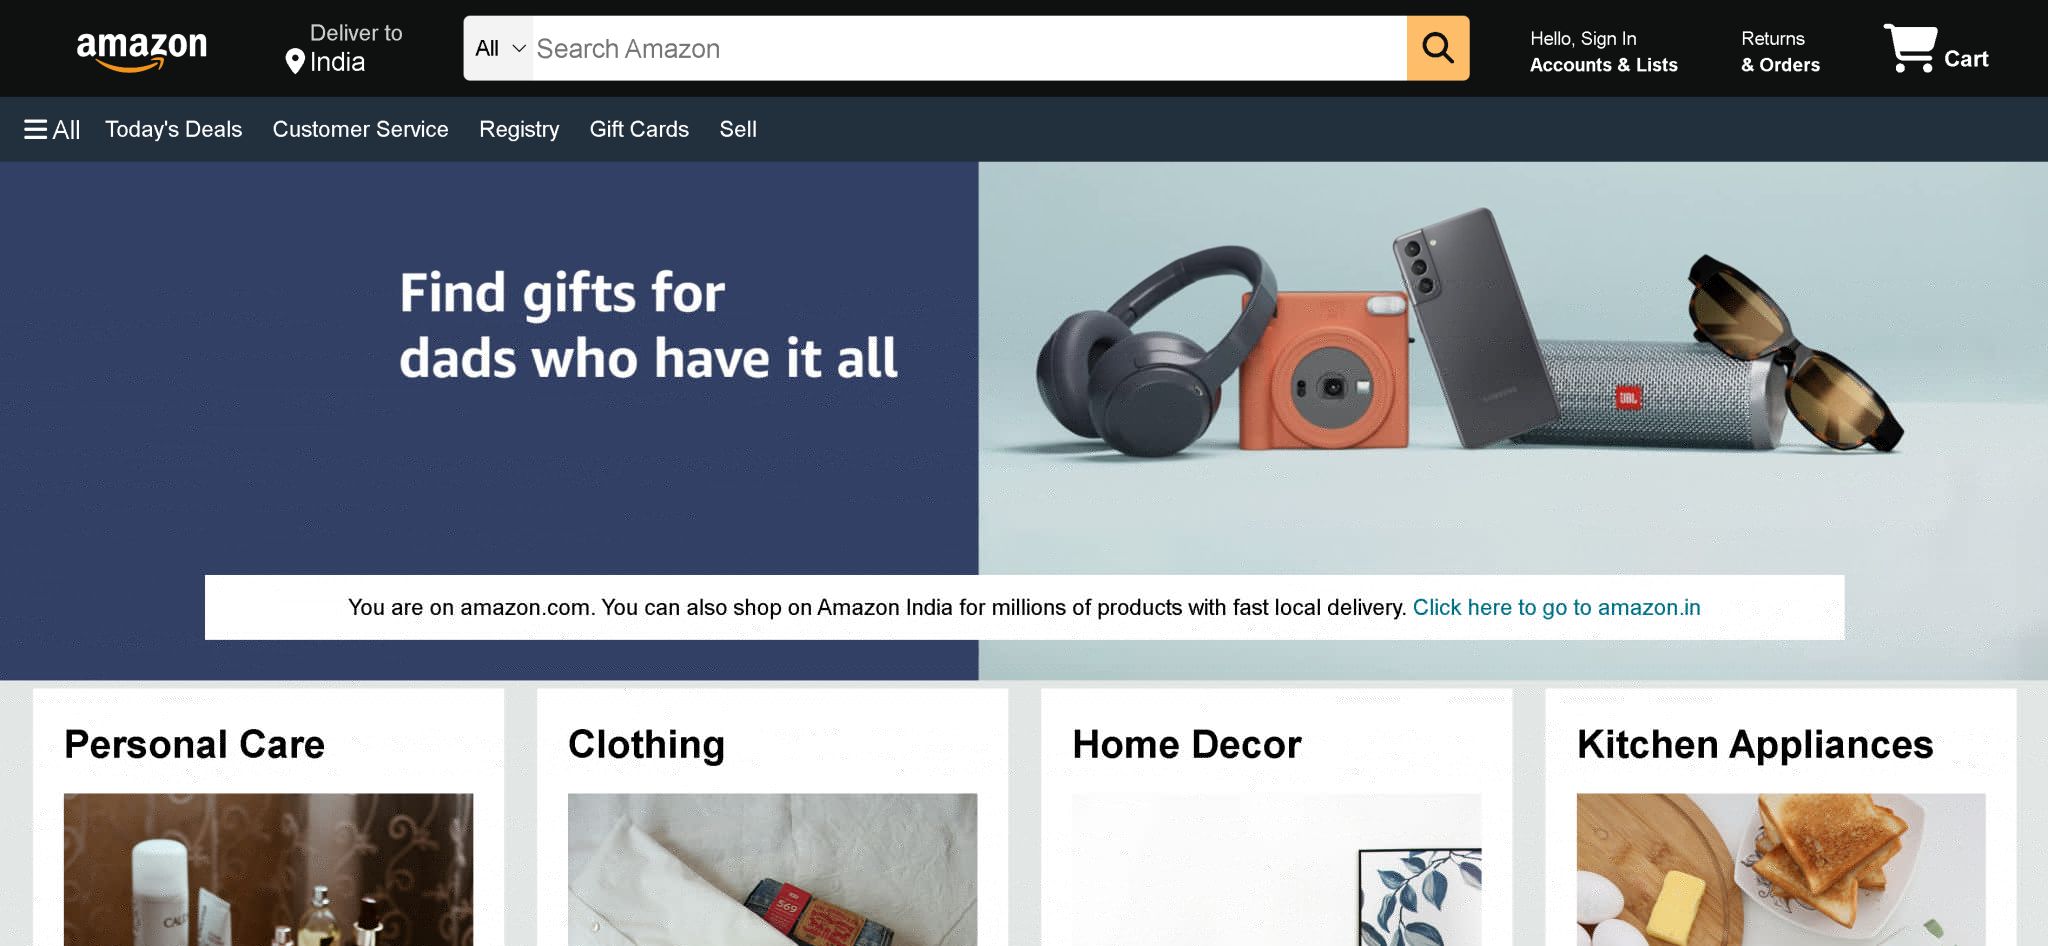 amazon
Deliver to
India
All
Search Amazon
Hello, Sign In
Accounts & Lists
Returns
& Orders
Cart
All
Today's Deals
Customer Service
Registry
Gift Cards
Sell
Find gifts for
dads who have it all
JBL
SAMSUNG
You are on amazon.com. You can also shop on Amazon India for millions of products with fast local delivery. Click here to go to amazon.in
Personal Care
Clothing
Home Decor
Kitchen Appliances
569